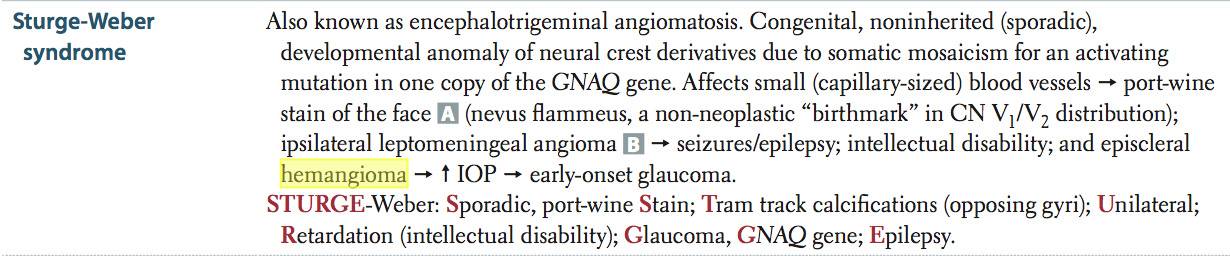 Sturge-Weber
syndrome
Also known as encephalotrigeminal angiomatosis. Congenital, noninherited (sporadic),
developmental anomaly of neural crest derivatives due to somatic mosaicism for an activating
mutation in one copy of the GNAQ gene. Affects small (capillary-sized) blood vessels → port-wine
stain of the face A (nevus flammeus, a non-neoplastic “birthmark” in CN V₁/V₂ distribution);
ipsilateral leptomeningeal angioma B → seizures/epilepsy; intellectual disability; and episcleral
hemangioma → ↑ IOP → early-onset glaucoma.
STURGE-Weber: Sporadic, port-wine Stain; Tram track calcifications (opposing gyri); Unilateral;
Retardation (intellectual disability); Glaucoma, GNAQ gene; Epilepsy.